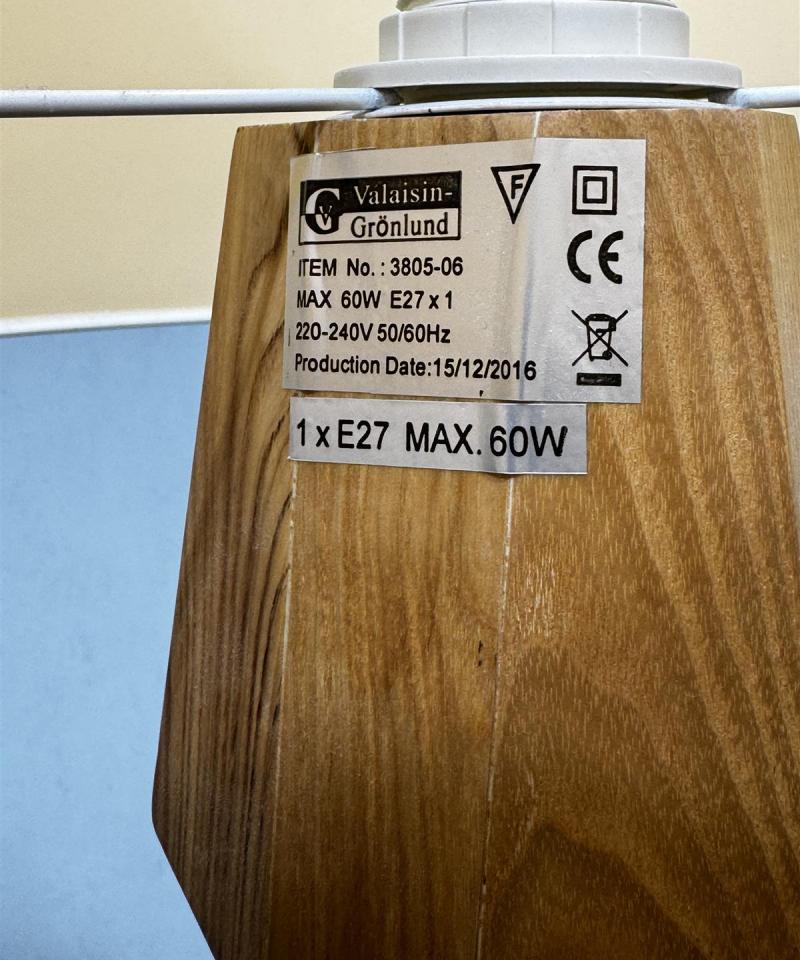 GV Valaisin-
Grönlund
F
CE
ITEM No.: 3805-06
MAX 60W E27 x 1
220-240V 50/60Hz
Production Date:15/12/2016
1 x E27 MAX. 60W